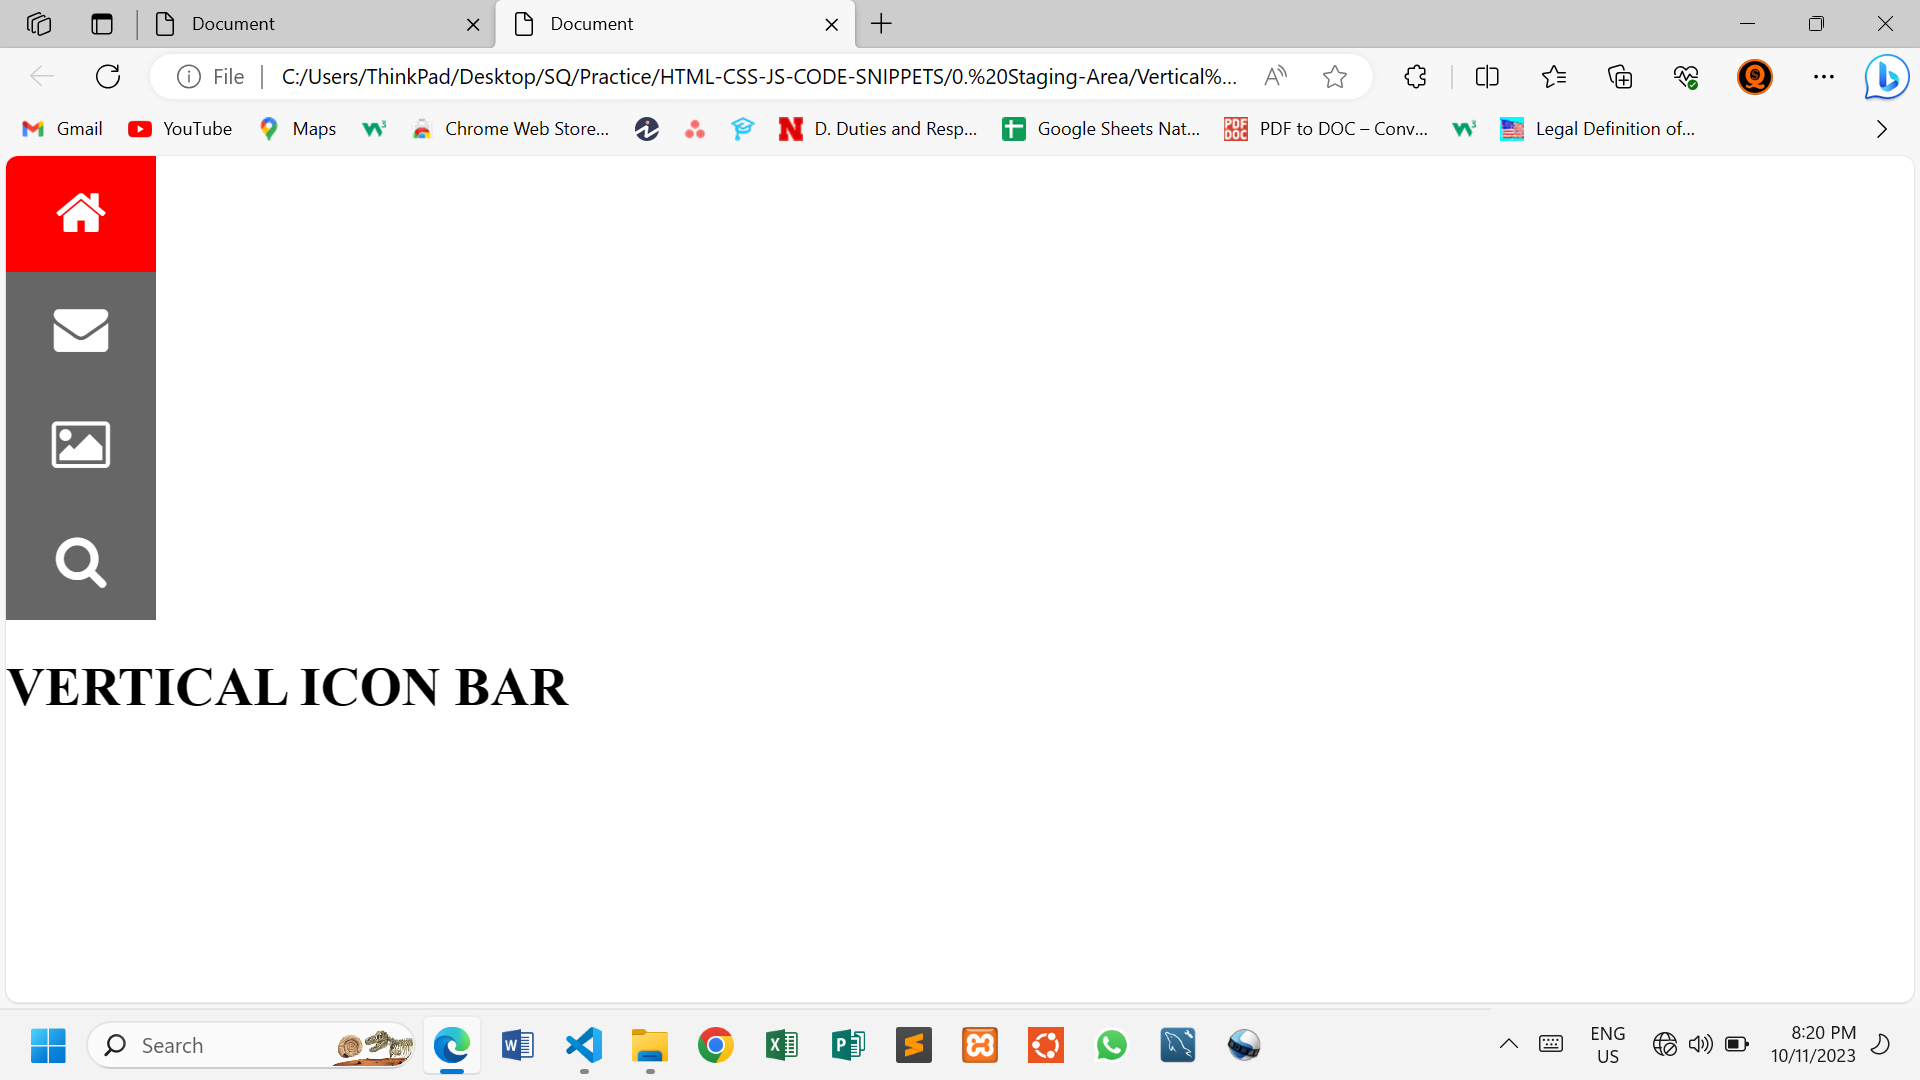 Document
Document
File
C:/Users/ThinkPad/Desktop/SQ/Practice/HTML-CSS-JS-CODE-SNIPPETS/0.%20Staging-Area/Vertical%...
Gmail
YouTube
Maps
Chrome Web Store...
D. Duties and Resp...
Google Sheets Nat...
PDF to DOC – Conv...
Legal Definition of...
VERTICAL ICON BAR
Search
ENG
US
8:20 PM
10/11/2023